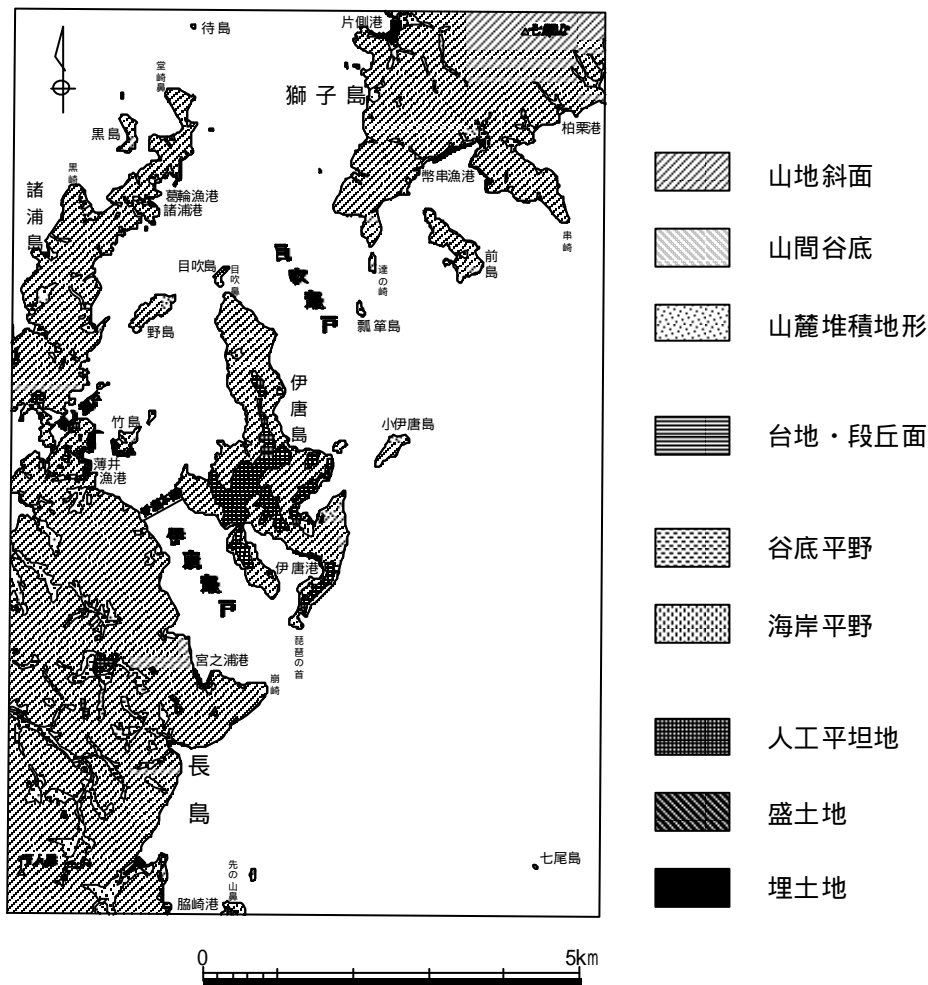 待島
片側港
堂崎鼻
獅子島
黒島
柏栗港
黒崎
幣串漁港
諸浦島
葛輪漁港
諸浦港
串崎
前島
目吹島
目吹鼻
達の崎
目吹瀬戸
野島
瓢箪島
伊唐島
竹島
小伊唐島
薄井
漁港
伊唐瀬戸
伊唐港
琵琶の首
宮之浦港
崩崎
長島
七尾島
先の山鼻
脇崎港
山地斜面
山間谷底
山麓堆積地形
台地・段丘面
谷底平野
海岸平野
人工平坦地
盛土地
埋土地
0 5km